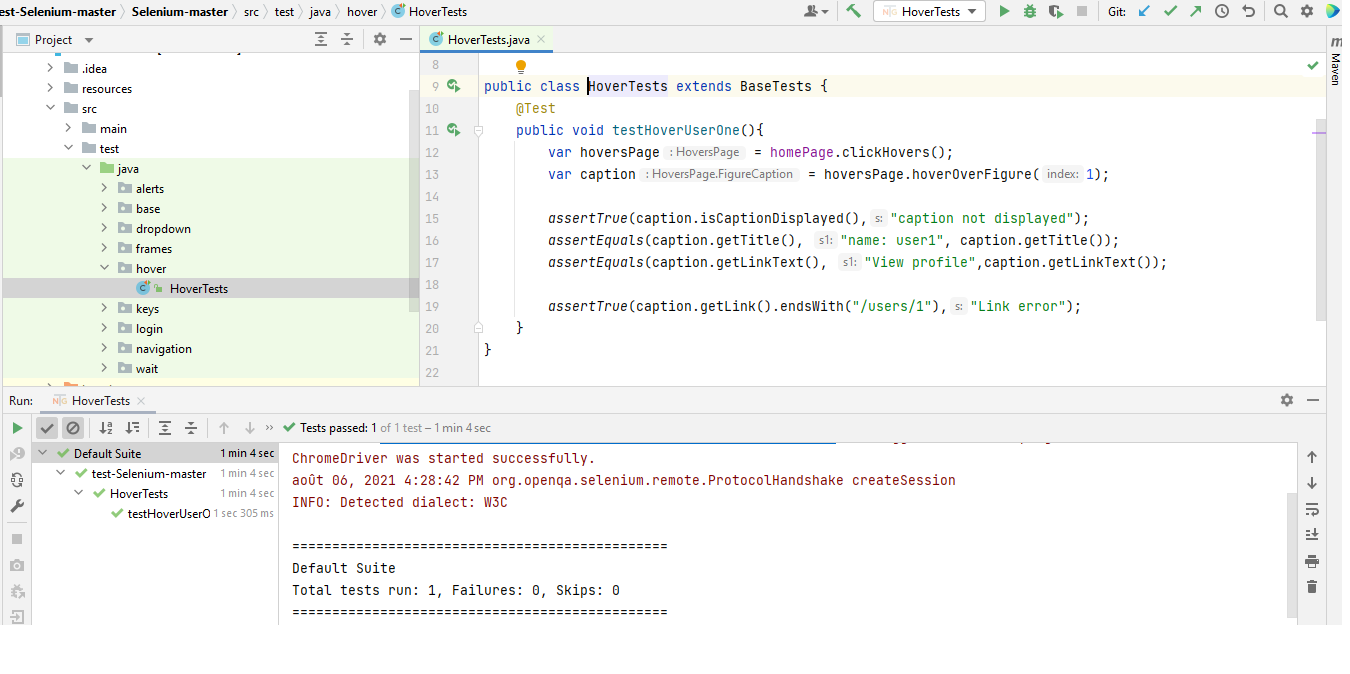 est-Selenium-master Selenium-master src test java hover HoverTests
HoverTests Git:
Project
HoverTests.java
.idea
resources
src
main
test
java
alerts
base
dropdown
frames
hover
HoverTests
keys
login
navigation
wait
Maven
8
9 public class HoverTests extends BaseTests {
10 @Test
11 public void testHoverUserOne(){
12 var hoversPage : HoversPage = homePage.clickHovers();
13 var caption : HoversPage.FigureCaption = hoversPage.hoverOverFigure( index: 1);
14
15 assertTrue(caption.isCaptionDisplayed(), s: "caption not displayed");
16 assertEquals(caption.getTitle(), s1: "name: user1", caption.getTitle());
17 assertEquals(caption.getLinkText(), s1: "View profile",caption.getLinkText());
18
19 assertTrue(caption.getLink().endsWith("/users/1"), s: "Link error");
20 }
21 }
22
Run: HoverTests
Tests passed: 1 of 1 test – 1 min 4 sec
Default Suite 1 min 4 sec
test-Selenium-master 1 min 4 sec
HoverTests 1 min 4 sec
testHoverUserO 1 sec 305 ms
ChromeDriver was started successfully.
août 06, 2021 4:28:42 PM org.openqa.selenium.remote.ProtocolHandshake createSession
INFO: Detected dialect: W3C
===============================================
Default Suite
Total tests run: 1, Failures: 0, Skips: 0
===============================================